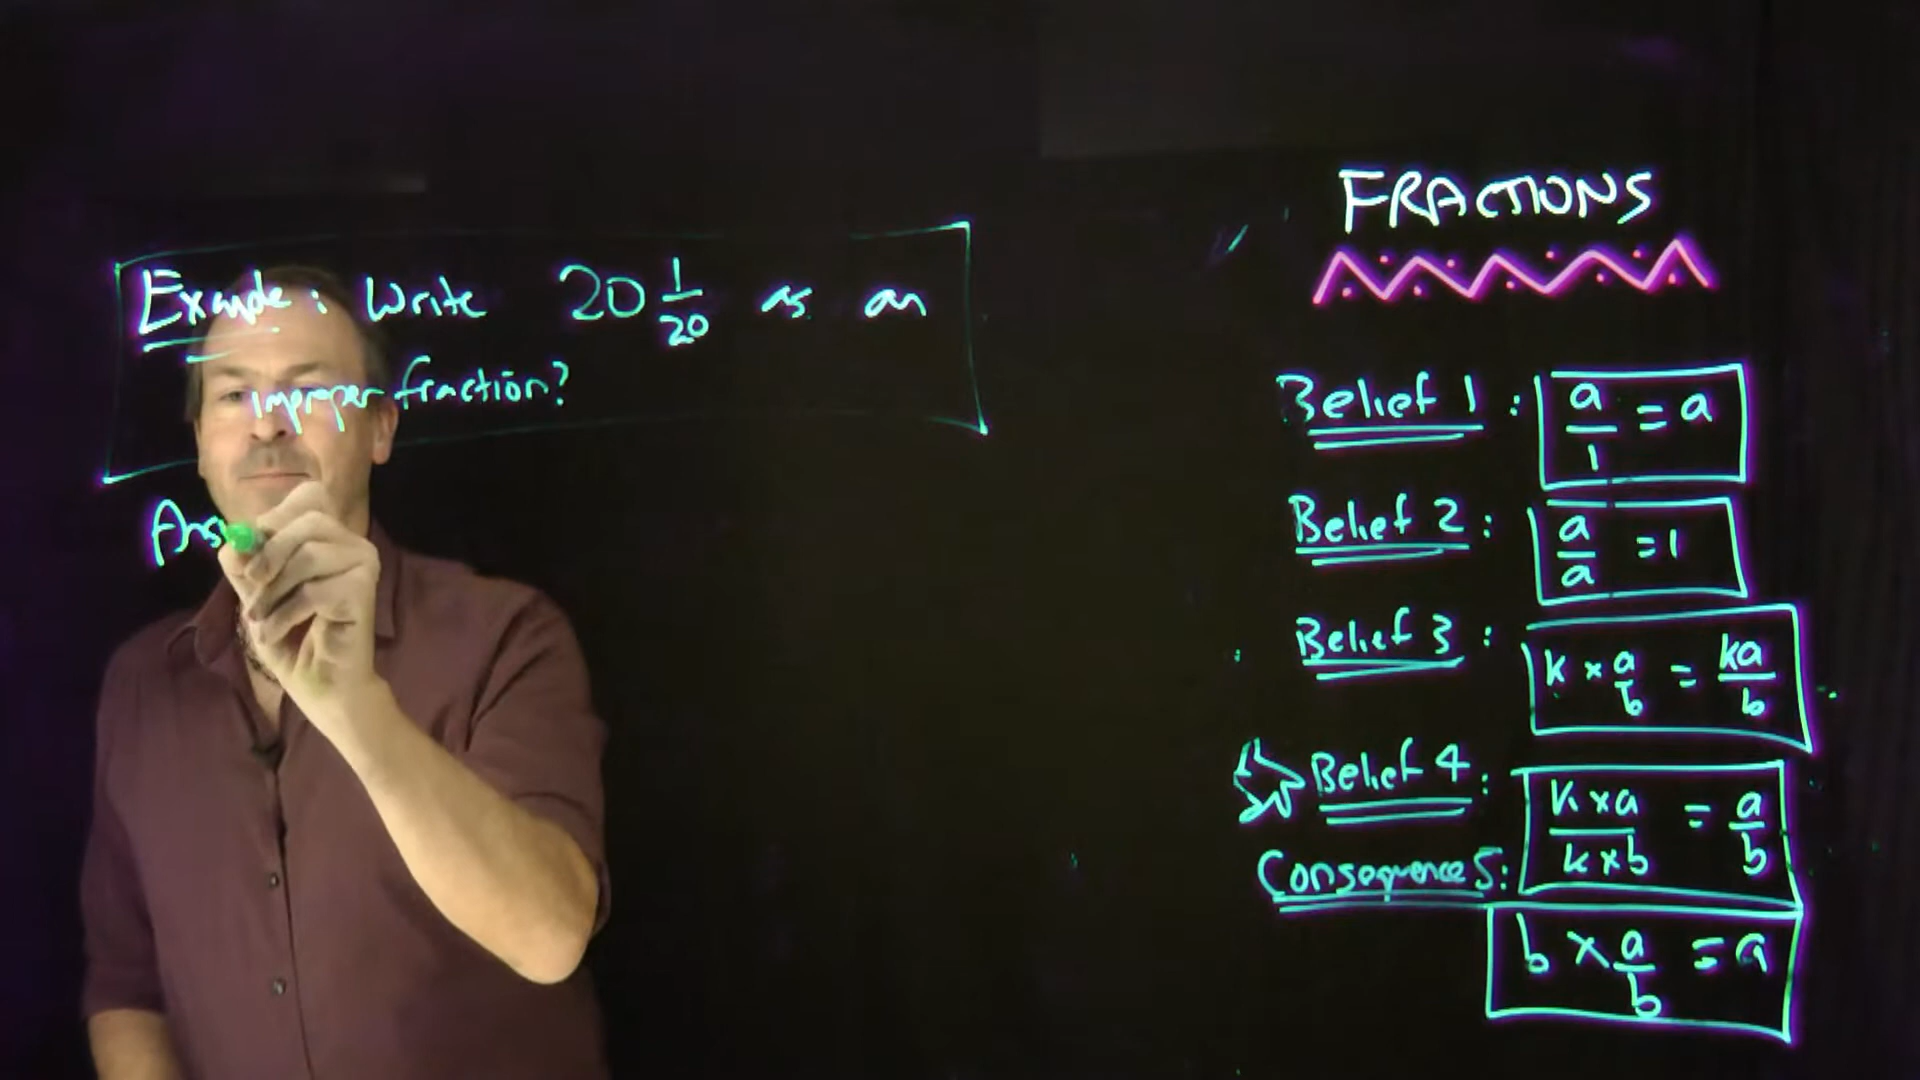 Example: Write 20 1/20 as an
improper fraction?
Ans
FRACTIONS
Belief 1: a/1 = a
Belief 2: a/a = 1
Belief 3: k × a/b = ka/b
Belief 4: k × a / k × b = a/b
Consequence 5: b × a/b = a